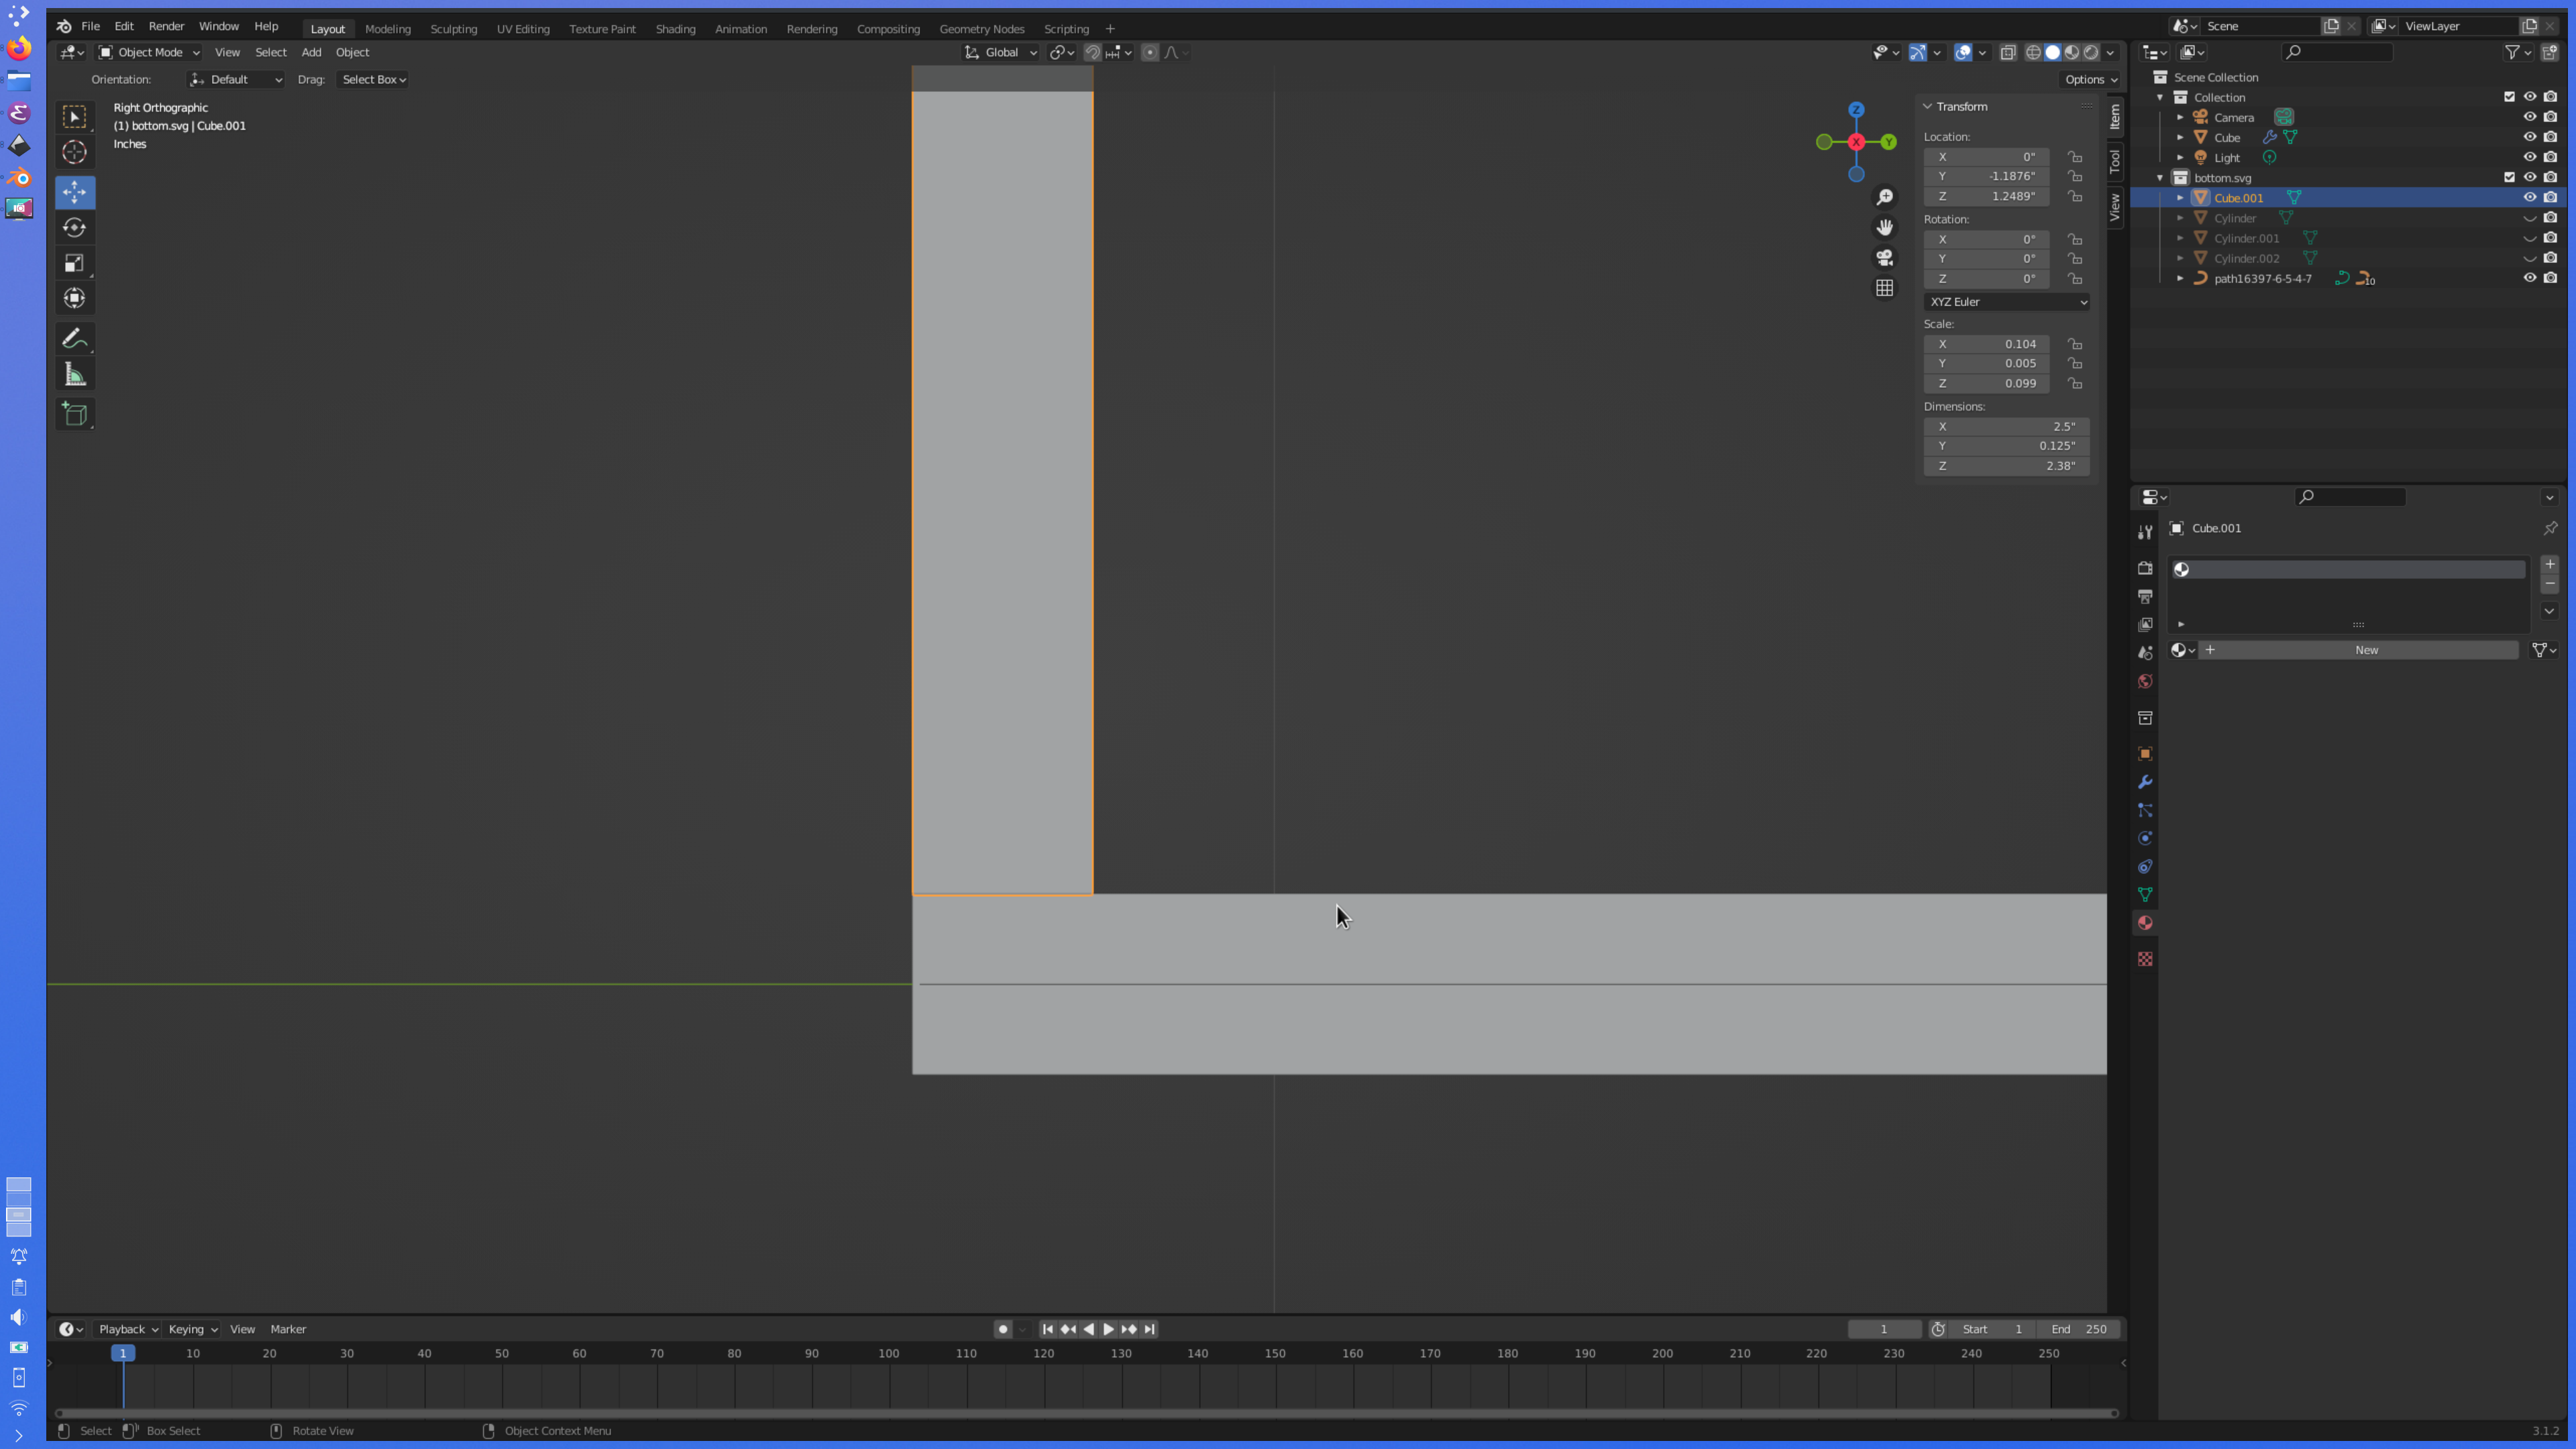 File Edit Render Window Help Layout Modeling Sculpting UV Editing Texture Paint Shading Animation Rendering Compositing Geometry Nodes Scripting + Scene ViewLayer
Object Mode View Select Add Object Global
Orientation: Default Drag: Select Box Options
Right Orthographic
(1) bottom.svg | Cube.001
Inches
Z
Y
X
Transform
Location:
X 0"
Y -1.1876"
Z 1.2489"
Rotation:
X 0°
Y 0°
Z 0°
XYZ Euler
Scale:
X 0.104
Y 0.005
Z 0.099
Dimensions:
X 2.5"
Y 0.125"
Z 2.38"
Item
Tool
View
Scene Collection
Collection
Camera
Cube
Light
bottom.svg
Cube.001
Cylinder
Cylinder.001
Cylinder.002
path16397-6-5-4-7 10
Cube.001
New
Playback Keying View Marker 1 Start 1 End 250
1 10 20 30 40 50 60 70 80 90 100 110 120 130 140 150 160 170 180 190 200 210 220 230 240 250
Select Box Select Rotate View Object Context Menu 3.1.2